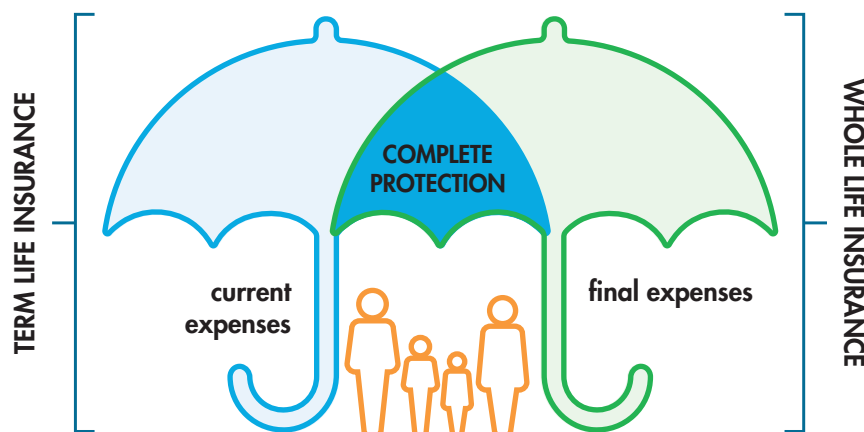 TERM LIFE INSURANCE
COMPLETE
PROTECTION
current
expenses
final expenses
WHOLE LIFE INSURANCE